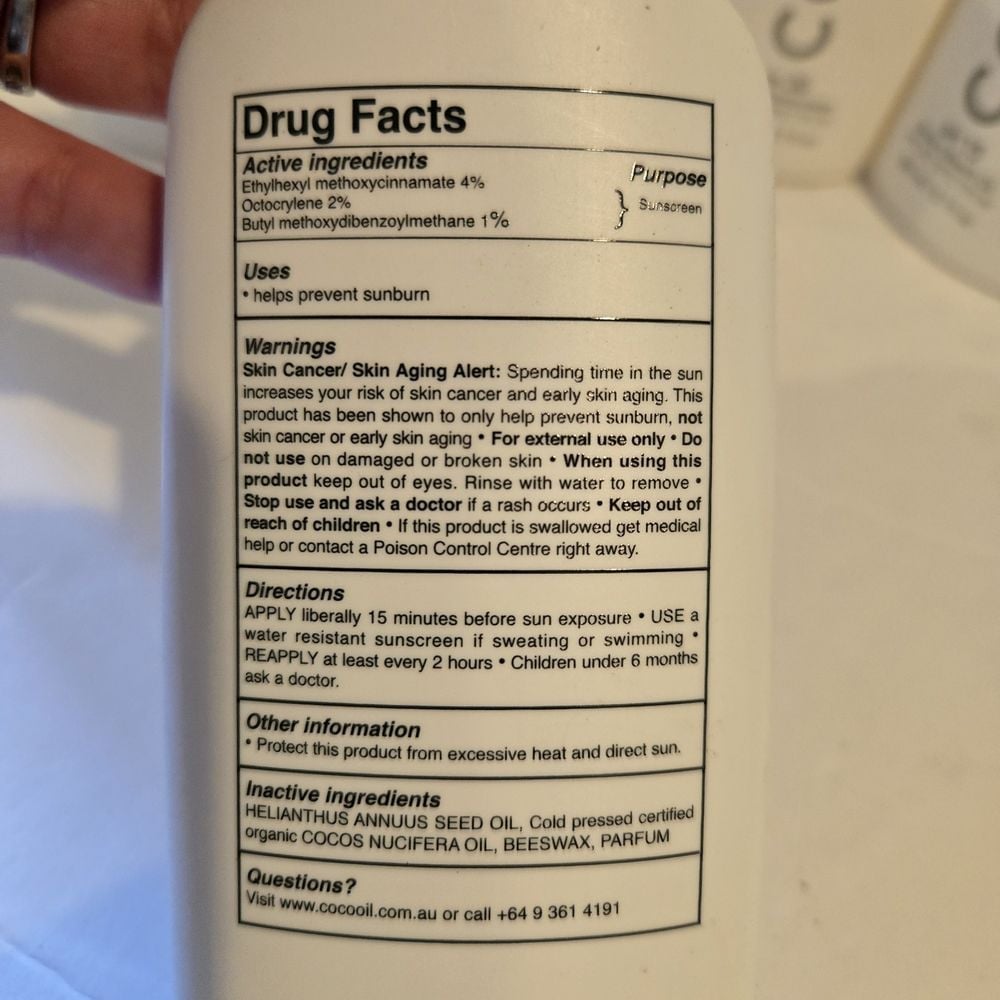 Drug Facts
Active ingredients
Purpose
Ethylhexyl methoxycinnamate 4%
Octocrylene 2%
Butyl methoxydibenzoylmethane 1%
} Sunscreen
Uses
• helps prevent sunburn
Warnings
Skin Cancer/ Skin Aging Alert: Spending time in the sun
increases your risk of skin cancer and early skin aging. This
product has been shown to only help prevent sunburn, not
skin cancer or early skin aging • For external use only • Do
not use on damaged or broken skin • When using this
product keep out of eyes. Rinse with water to remove •
Stop use and ask a doctor if a rash occurs • Keep out of
reach of children • If this product is swallowed get medical
help or contact a Poison Control Centre right away.
Directions
APPLY liberally 15 minutes before sun exposure • USE a
water resistant sunscreen if sweating or swimming •
REAPPLY at least every 2 hours • Children under 6 months
ask a doctor.
Other information
• Protect this product from excessive heat and direct sun.
Inactive ingredients
HELIANTHUS ANNUUS SEED OIL, Cold pressed certified
organic COCOS NUCIFERA OIL, BEESWAX, PARFUM
Questions?
Visit www.cocooil.com.au or call +64 9 361 4191